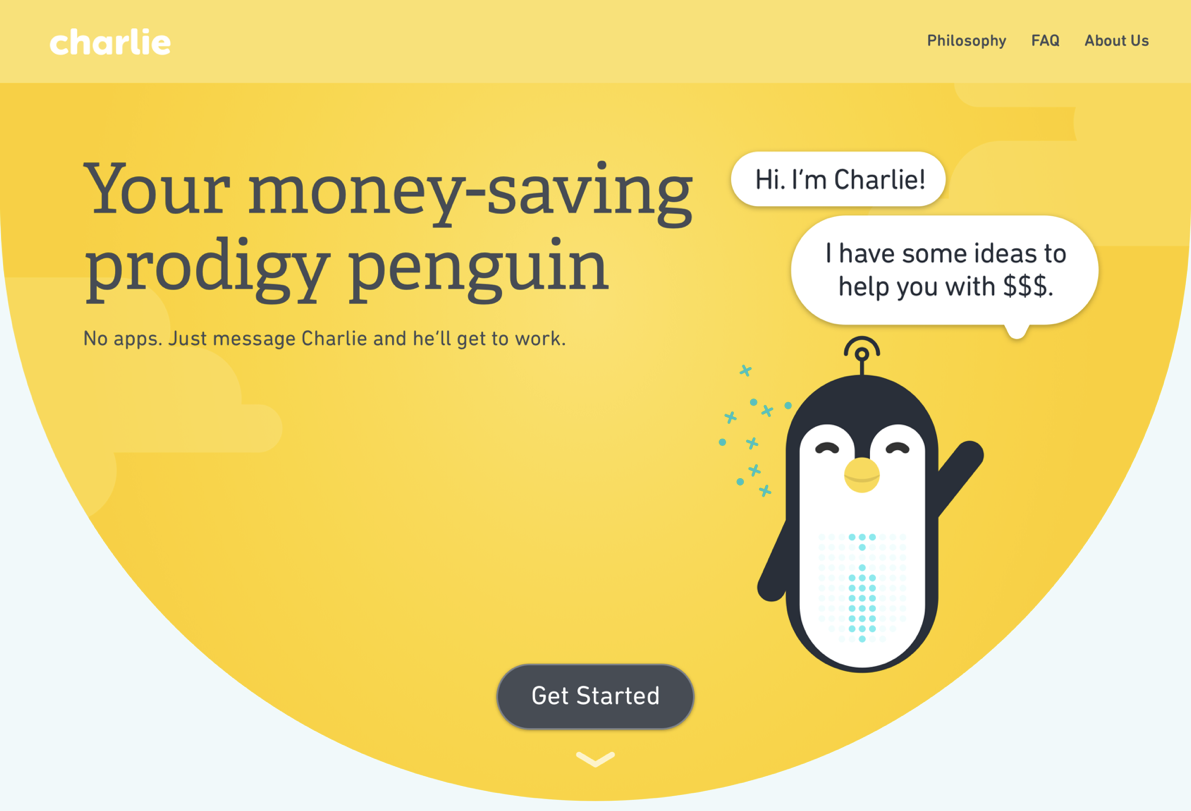 charlie
Philosophy FAQ About Us
Your money-saving
prodigy penguin
No apps. Just message Charlie and he’ll get to work.
Hi. I’m Charlie!
I have some ideas to
help you with $$$.
Get Started